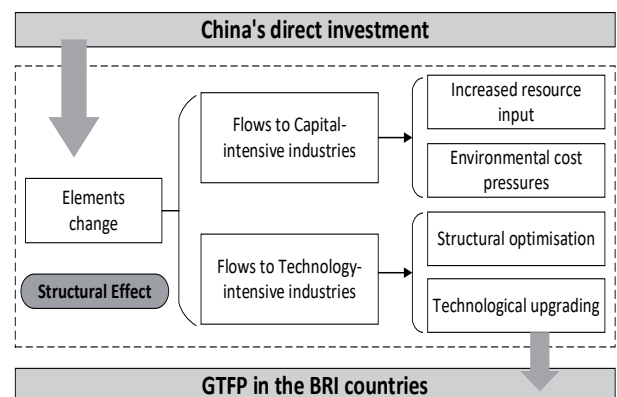 China's direct investment
Increased resource
input
Flows to Capital-
intensive industries
Environmental cost
pressures
Elements
change
Structural optimisation
Flows to Technology-
intensive industries
Structural Effect
Technological upgrading
GTFP in the BRI countries